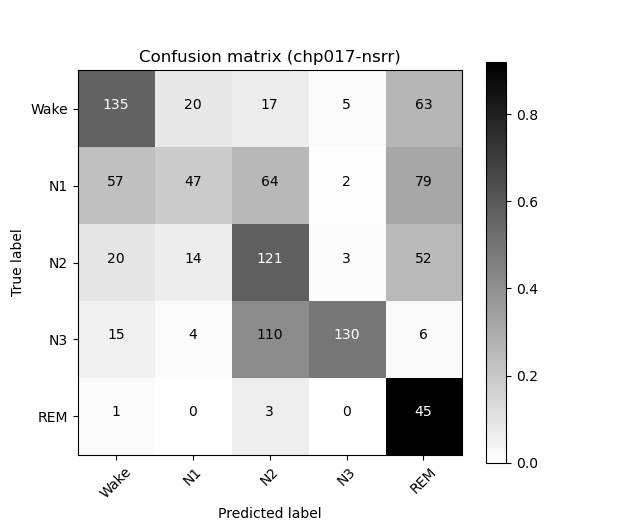 Confusion matrix (chp017-nsrr)
True label
Wake 135 20 17 5 63
N1 57 47 64 2 79
N2 20 14 121 3 52
N3 15 4 110 130 6
REM 1 0 3 0 45
Wake N1 N2 N3 REM
Predicted label
0.8
0.6
0.4
0.2
0.0